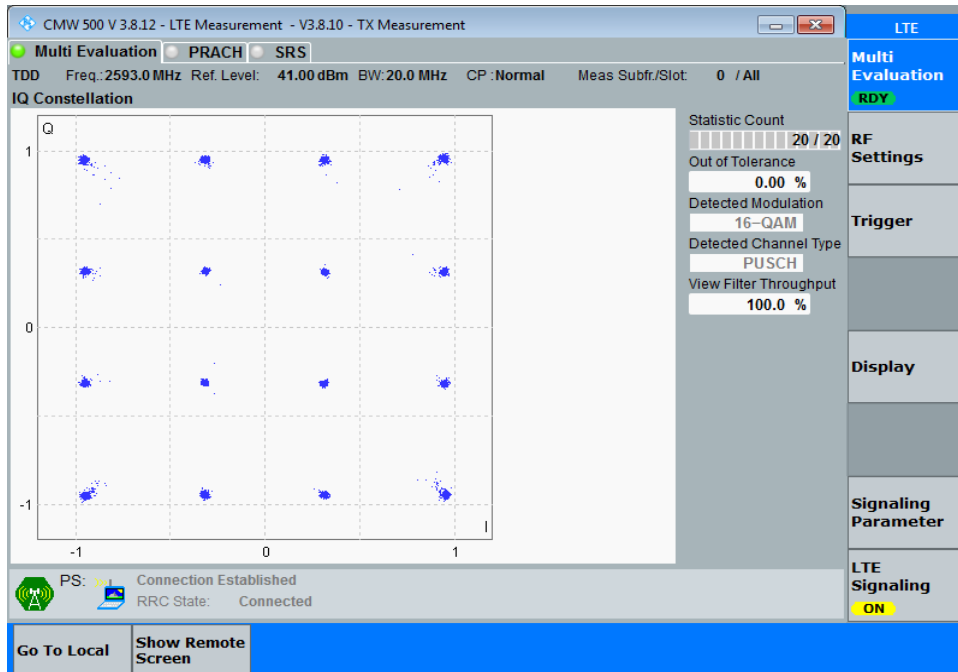 CMW 500 V 3.8.12 - LTE Measurement - V3.8.10 - TX Measurement
LTE
Multi Evaluation PRACH SRS
Multi
Evaluation
RDY
TDD Freq.:2593.0 MHz Ref. Level: 41.00 dBm BW:20.0 MHz CP :Normal Meas Subfr./Slot: 0 / All
IQ Constellation
Q
1
0
-1
I
-1 0 1
Statistic Count
20 / 20
Out of Tolerance
0.00 %
Detected Modulation
16-QAM
Detected Channel Type
PUSCH
View Filter Throughput
100.0 %
RF
Settings
Trigger
Display
Signaling
Parameter
LTE
Signaling
ON
PS: Connection Established
RRC State: Connected
Go To Local
Show Remote
Screen